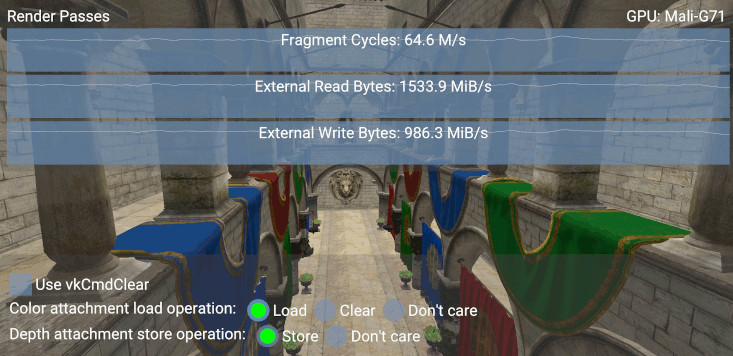 Render Passes
GPU: Mali-G71
Fragment Cycles: 64.6 M/s
External Read Bytes: 1533.9 MiB/s
External Write Bytes: 986.3 MiB/s
Use vkCmdClear
Color attachment load operation: Load Clear Don't care
Depth attachment store operation: Store Don't care